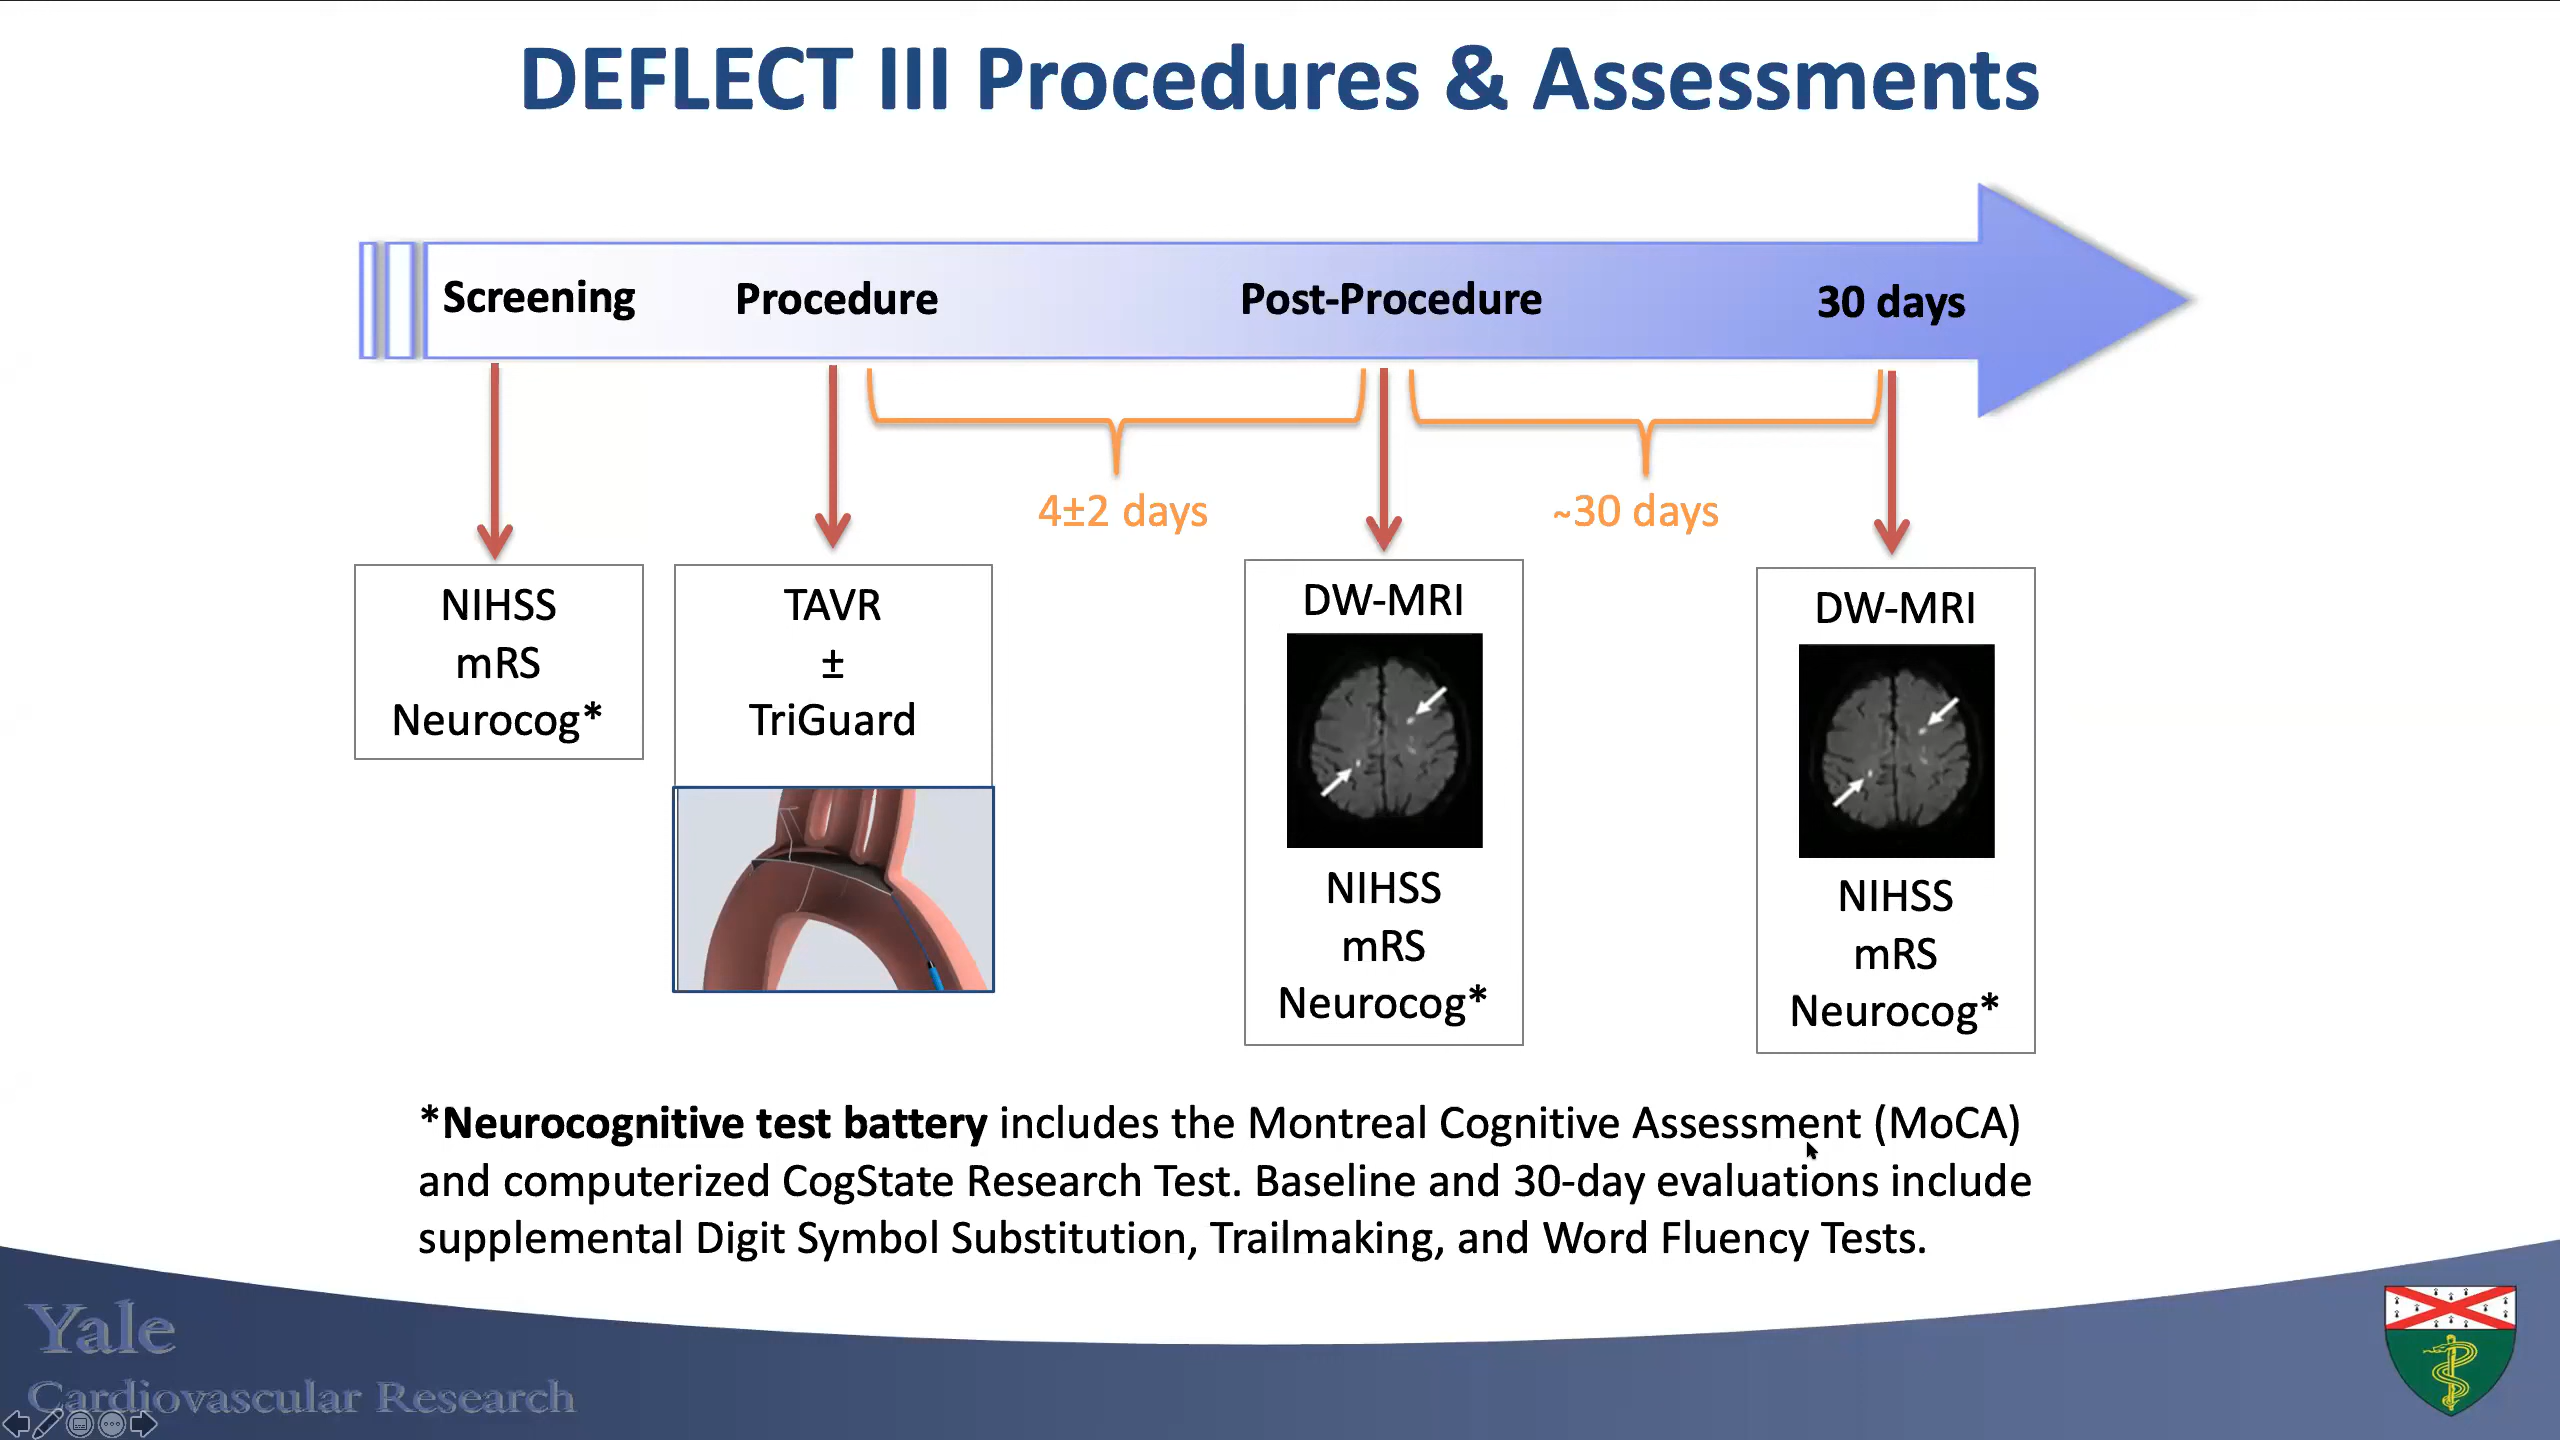 DEFLECT III Procedures & Assessments
Screening
Procedure
Post-Procedure
30 days
4±2 days
~30 days
NIHSS
mRS
Neurocog*
TAVR
±
TriGuard
DW-MRI
NIHSS
mRS
Neurocog*
DW-MRI
NIHSS
mRS
Neurocog*
*Neurocognitive test battery includes the Montreal Cognitive Assessment (MoCA)
and computerized CogState Research Test. Baseline and 30-day evaluations include
supplemental Digit Symbol Substitution, Trailmaking, and Word Fluency Tests.
Yale
Cardiovascular Research